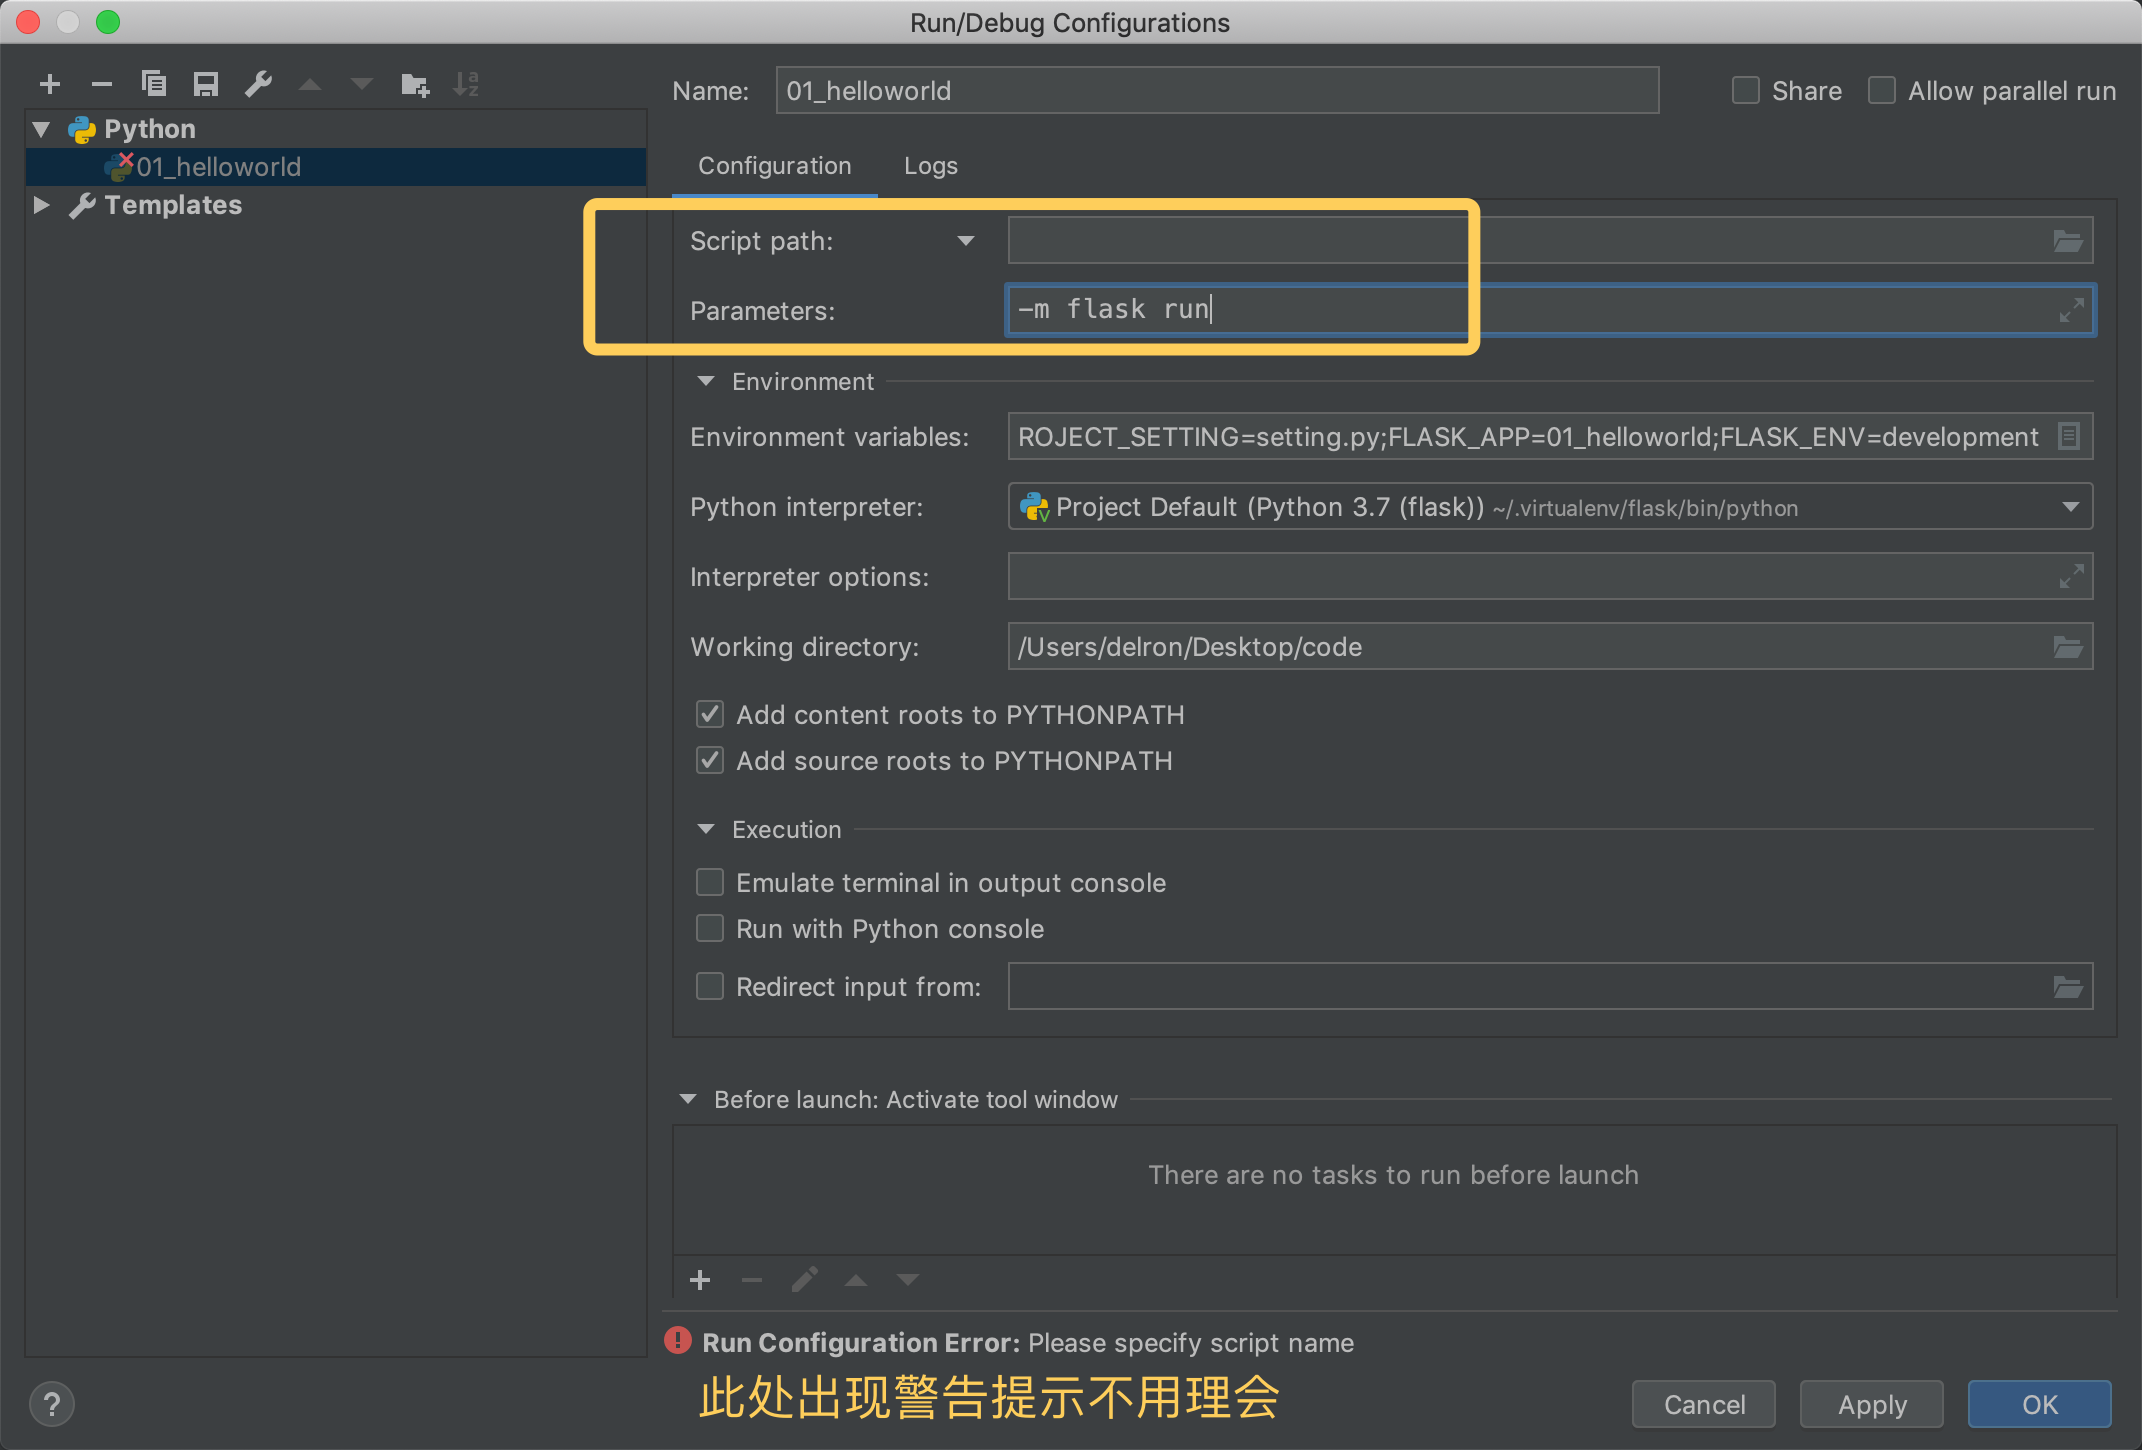 Run/Debug Configurations
Name: 01_helloworld
Share
Allow parallel run
Python
01_helloworld
Templates
Configuration
Logs
Script path:
Parameters: -m flask run
Environment
Environment variables: ROJECT_SETTING=setting.py;FLASK_APP=01_helloworld;FLASK_ENV=development
Python interpreter: Project Default (Python 3.7 (flask)) ~/.virtualenv/flask/bin/python
Interpreter options:
Working directory: /Users/delron/Desktop/code
Add content roots to PYTHONPATH
Add source roots to PYTHONPATH
Execution
Emulate terminal in output console
Run with Python console
Redirect input from:
Before launch: Activate tool window
There are no tasks to run before launch
Run Configuration Error: Please specify script name
此处出现警告提示不用理会
Cancel
Apply
OK